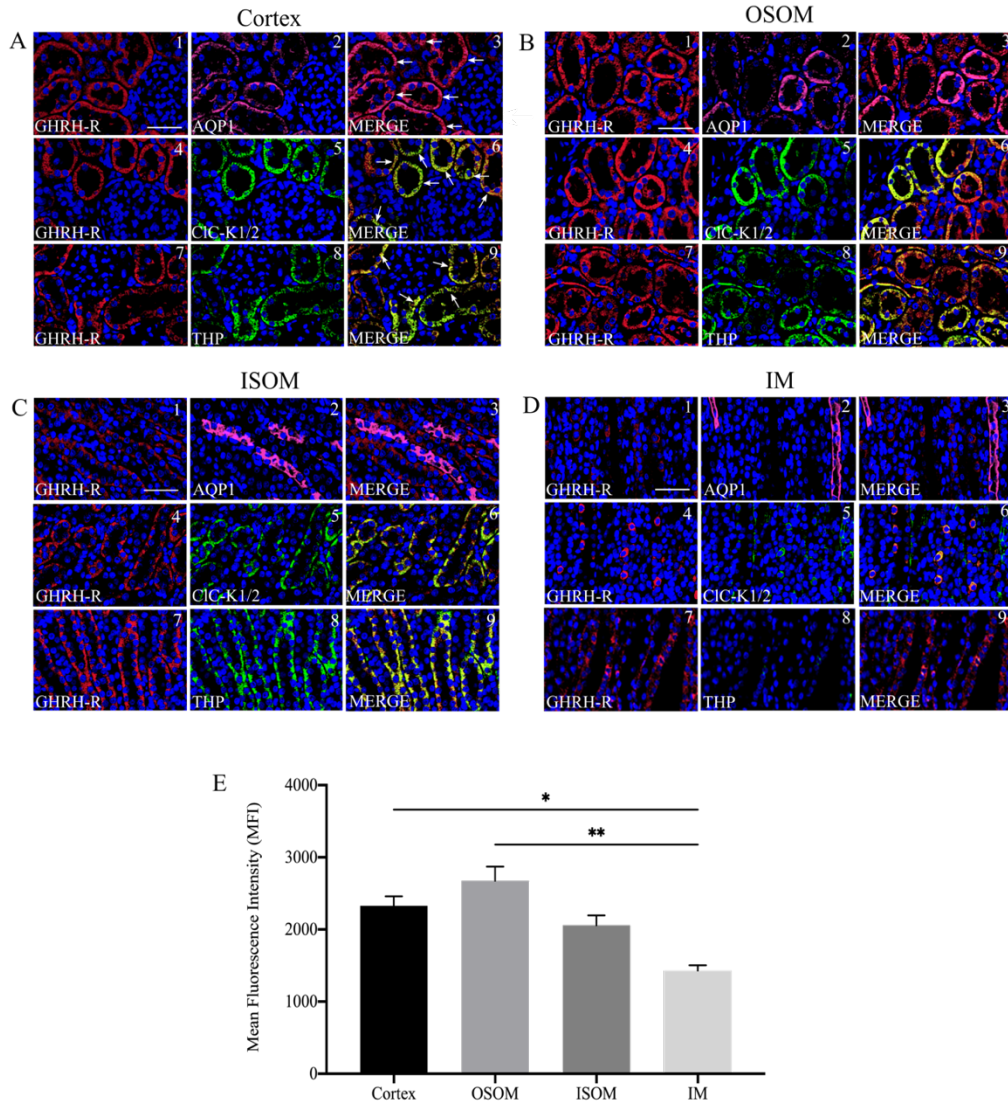 Cortex
OSOM
A
1
2
3
GHRH-R
AQP1
MERGE
4
5
6
GHRH-R
ClC-K1/2
MERGE
7
8
9
GHRH-R
THP
MERGE
B
1
2
3
GHRH-R
AQP1
MERGE
4
5
6
GHRH-R
ClC-K1/2
MERGE
7
8
9
GHRH-R
THP
MERGE
ISOM
IM
C
1
2
3
GHRH-R
AQP1
MERGE
4
5
6
GHRH-R
ClC-K1/2
MERGE
7
8
9
GHRH-R
THP
MERGE
D
1
2
3
GHRH-R
AQP1
MERGE
4
5
6
GHRH-R
ClC-K1/2
MERGE
7
8
9
GHRH-R
THP
MERGE
E
Mean Fluorescence Intensity (MFI)
4000
3000
2000
1000
0
*
**
Cortex
OSOM
ISOM
IM